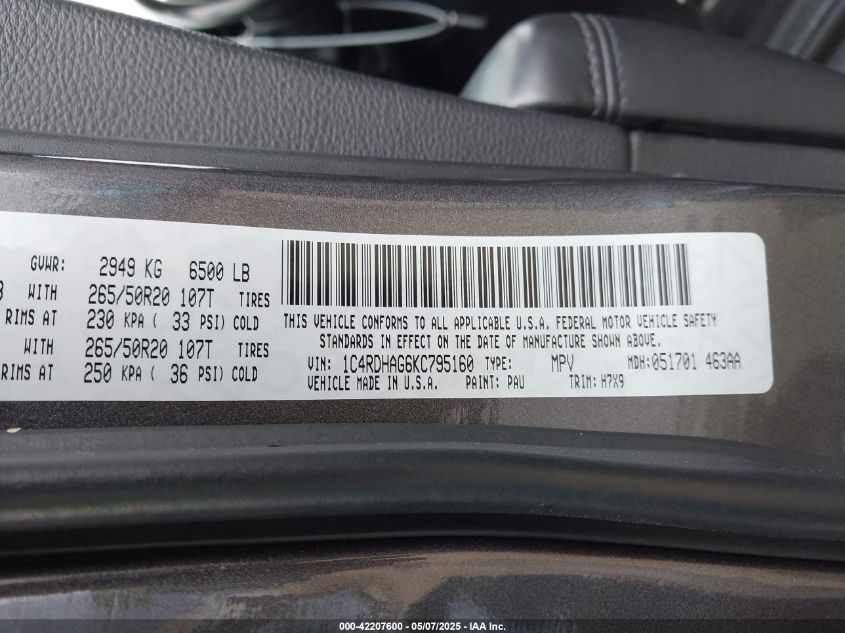 GVWR: 2949 KG 6500 LB
WITH 265/50R20 107T TIRES
RIMS AT 230 KPA ( 33 PSI) COLD
WITH 265/50R20 107T TIRES
RIMS AT 250 KPA ( 36 PSI) COLD
THIS VEHICLE CONFORMS TO ALL APPLICABLE U.S.A. FEDERAL MOTOR VEHICLE SAFETY
STANDARDS IN EFFECT ON THE DATE OF MANUFACTURE SHOWN ABOVE.
VIN: 1C4RDHAG6KC795160 TYPE: MPV MDH:051701 463AA
VEHICLE MADE IN U.S.A. PAINT: PAU TRIM: H7X9
000-42207600 - 05/07/2025 - IAA Inc.